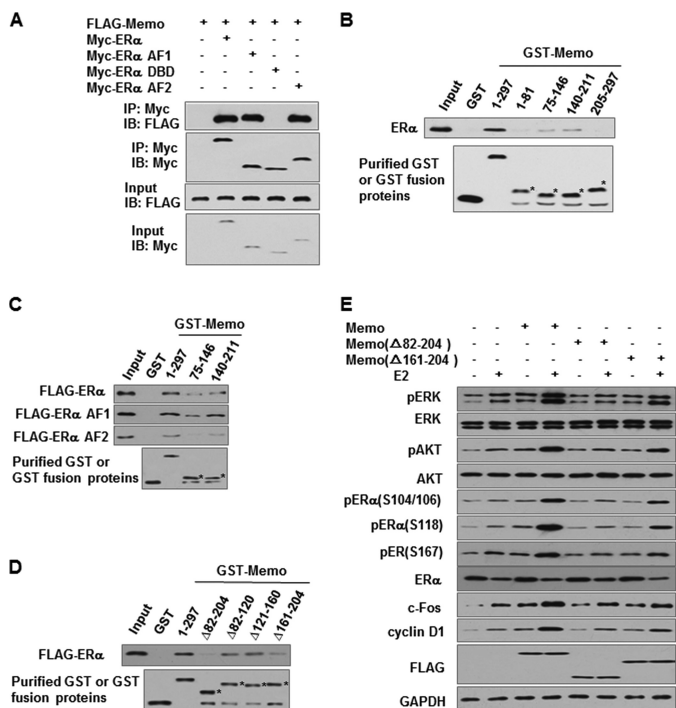 A
FLAG-Memo + + + + +
Myc-ERα - + - - -
Myc-ERα AF1 - - + - -
Myc-ERα DBD - - - + -
Myc-ERα AF2 - - - - +
IP: Myc
IB: FLAG
IP: Myc
IB: Myc
Input
IB: FLAG
Input
IB: Myc
B
GST-Memo
Input GST 1-297 1-81 75-146 140-211 205-297
ERα
Purified GST
or GST fusion
proteins
* * * *
C
GST-Memo
Input GST 1-297 75-146 140-211
FLAG-ERα
FLAG-ERα AF1
FLAG-ERα AF2
Purified GST or
GST fusion proteins
* *
D
GST-Memo
Input GST 1-297 Δ82-204 Δ82-120 Δ121-160 Δ161-204
FLAG-ERα
Purified GST or GST
fusion proteins
* * * *
E
Memo - - + + - - - -
Memo(Δ82-204) - - - - + + - -
Memo(Δ161-204) - - - - - - + +
E2 - + - + - + - +
pERK
ERK
pAKT
AKT
pERα(S104/106)
pERα(S118)
pER(S167)
ERα
c-Fos
cyclin D1
FLAG
GAPDH